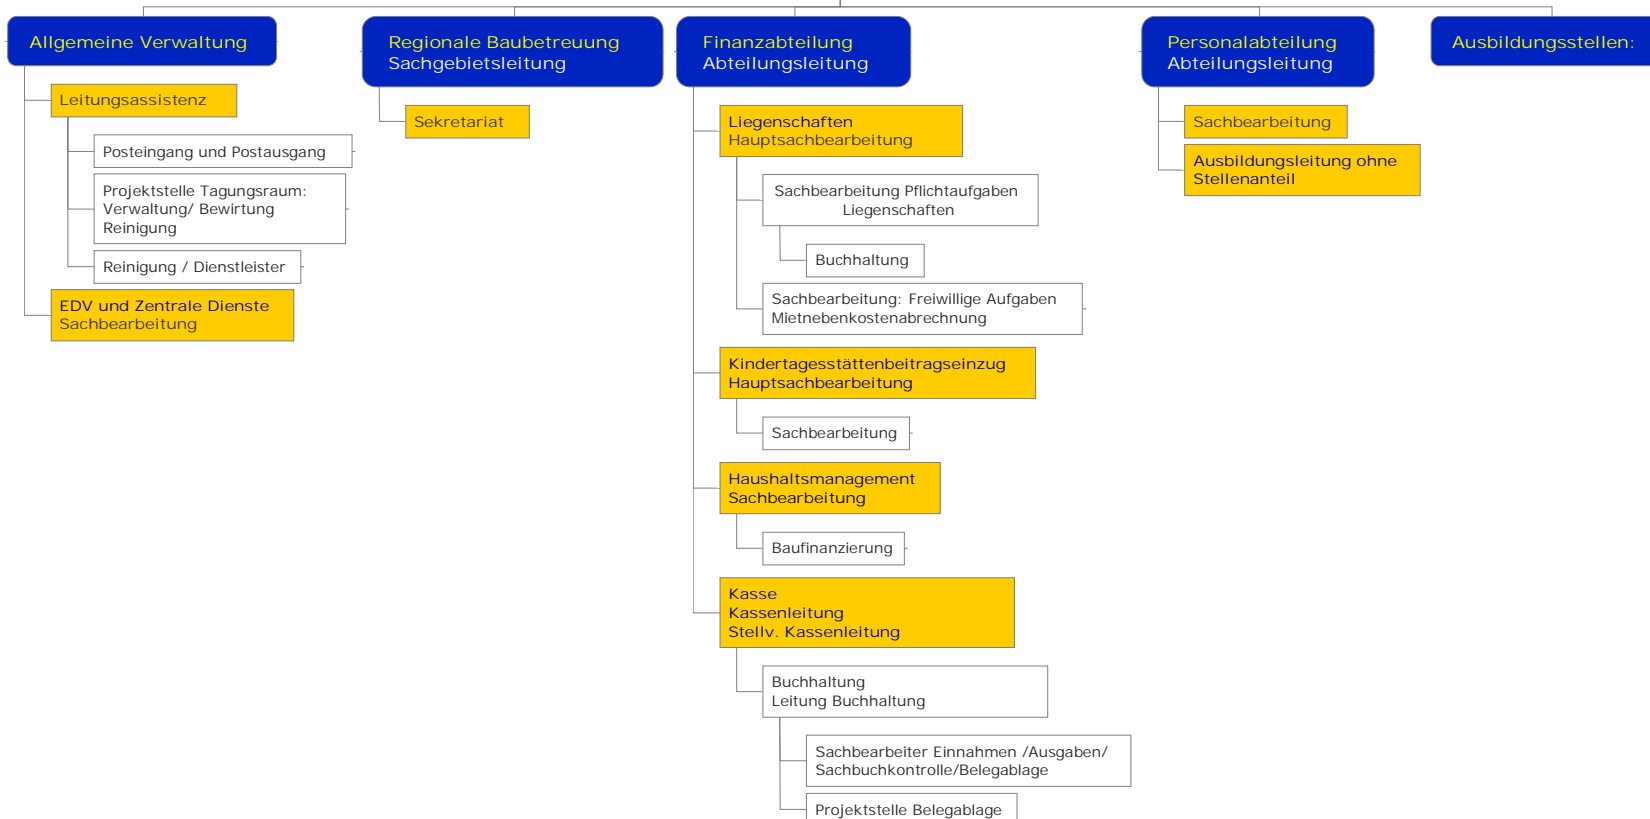 Allgemeine Verwaltung
Leitungsassistenz
Posteingang und Postausgang
Projektstelle Tagungsraum:
Verwaltung/ Bewirtung
Reinigung
Reinigung / Dienstleister
EDV und Zentrale Dienste
Sachbearbeitung
Regionale Baubetreuung
Sachgebietsleitung
Sekretariat
Finanzabteilung
Abteilungsleitung
Liegenschaften
Hauptsachbearbeitung
Sachbearbeitung Pflichtaufgaben
Liegenschaften
Buchhaltung
Sachbearbeitung: Freiwillige Aufgaben
Mietnebenkostenabrechnung
Kindertagesstättenbeitragseinzug
Hauptsachbearbeitung
Sachbearbeitung
Haushaltsmanagement
Sachbearbeitung
Baufinanzierung
Kasse
Kassenleitung
Stellv. Kassenleitung
Buchhaltung
Leitung Buchhaltung
Sachbearbeiter Einnahmen /Ausgaben/
Sachbuchkontrolle/Belegablage
Projektstelle Belegablage
Personalabteilung
Abteilungsleitung
Sachbearbeitung
Ausbildungsleitung ohne
Stellenanteil
Ausbildungsstellen: